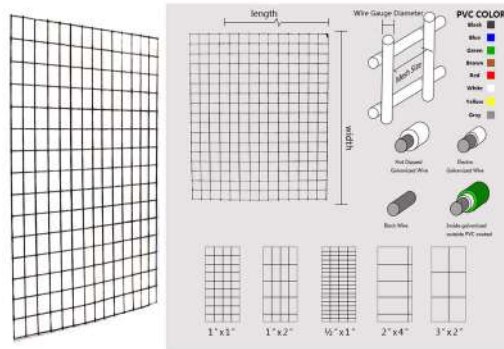 length
width
Wire Gauge Diameter
Mesh Size
PVC COLOR
Black
Blue
Green
Brown
Red
White
Yellow
Gray
Hot Dipped
Galvanized Wire
Electro
Galvanized Wire
Black Wire
Inside galvanized
outside PVC coated
1"x1"
1"x2"
½"x1"
2"x4"
3"x2"